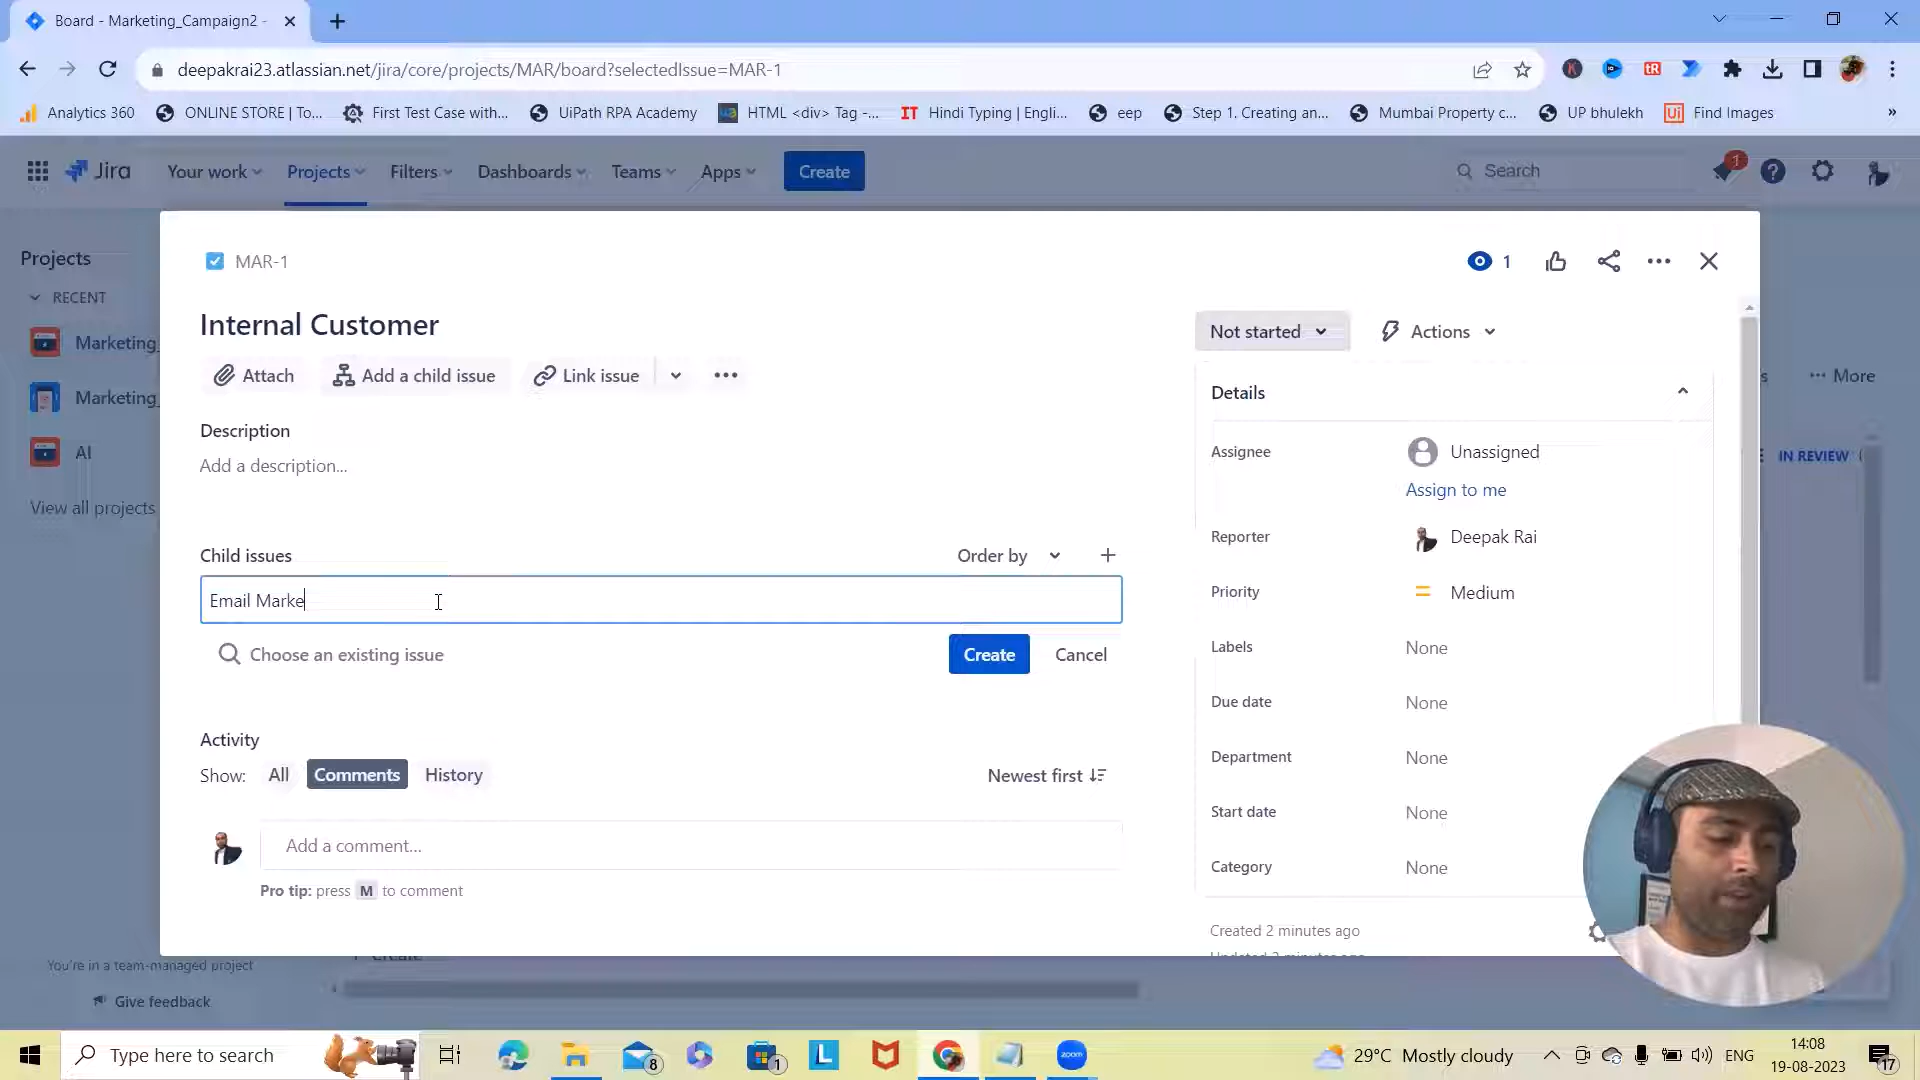 Board - Marketing_Campaign2 -
deepakrai23.atlassian.net/jira/core/projects/MAR/board?selectedIssue=MAR-1
Analytics 360
ONLINE STORE | To...
First Test Case with...
UiPath RPA Academy
HTML <div> Tag -...
Hindi Typing | Engli...
eep
Step 1. Creating an...
Mumbai Property c...
UP bhulekh
Find Images
Jira
Your work
Projects
Filters
Dashboards
Teams
Apps
Create
Search
1
Projects
RECENT
Marketing_
Marketing_
AI
View all projects
MAR-1
1
Internal Customer
Attach
Add a child issue
Link issue
Description
Add a description...
Child issues
Order by
Email Marke
Choose an existing issue
Create
Cancel
Activity
Show:
All
Comments
History
Newest first
Add a comment...
Pro tip: press M to comment
Not started
Actions
Details
Assignee
Unassigned
Assign to me
Reporter
Deepak Rai
Priority
Medium
Labels
None
Due date
None
Department
None
Start date
None
Category
None
Created 2 minutes ago
More
IN REVIEW
You're in a team-managed project
Give feedback
Create
Type here to search
8
1
zoom
29°C Mostly cloudy
ENG
14:08
19-08-2023
17